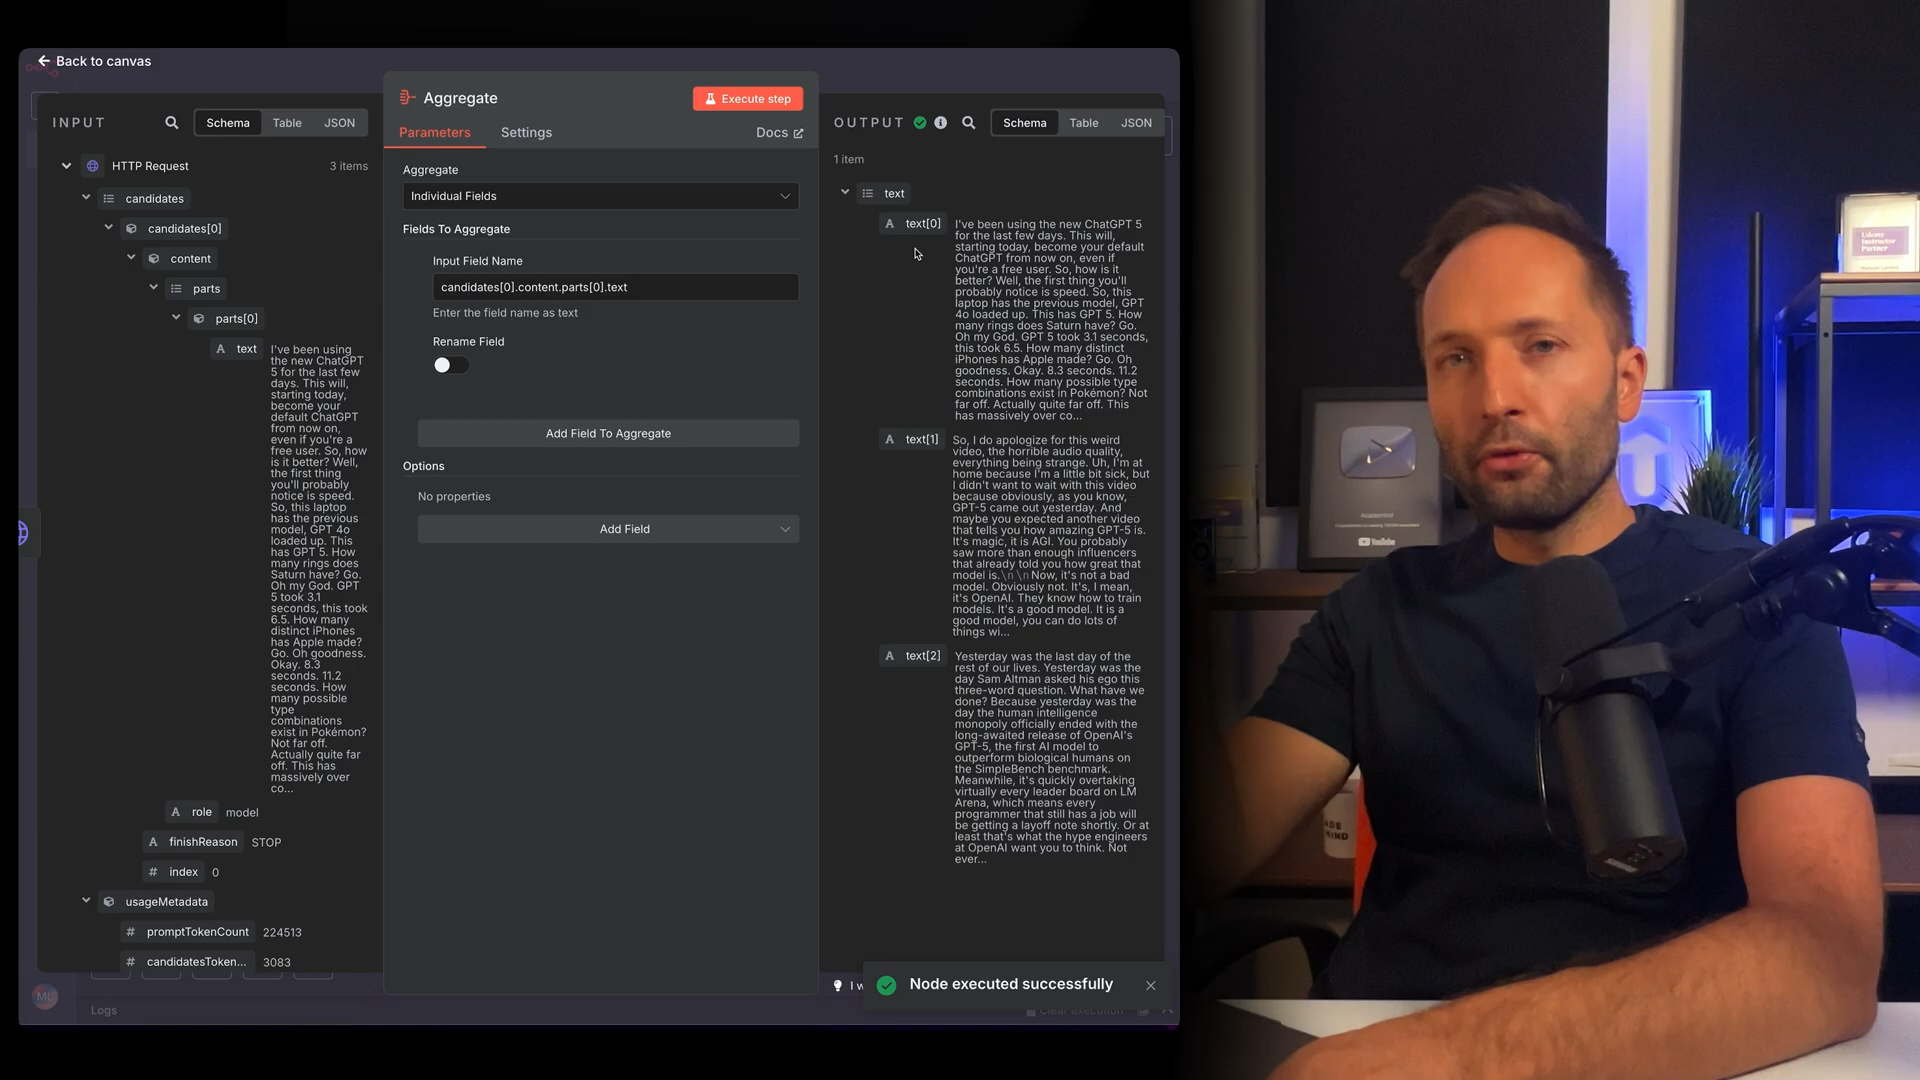 Back to canvas
INPUT
Schema
Table
JSON
HTTP Request
3 items
candidates
candidates[0]
content
parts
parts[0]
text
I've been using
the new ChatGPT
5 for the last few
days. This will,
starting today,
become your
default ChatGPT
from now on,
even if you're a
free user. So, how
is it better? Well,
the first thing
you'll probably
notice is speed.
So, this laptop
has the previous
model, GPT 4o
loaded up. This
has GPT 5. How
many rings does
Saturn have? Go.
Oh my God. GPT
5 took 3.1
seconds, this took
6.5. How many
distinct iPhones
has Apple made?
Go. Oh goodness.
Okay. 8.3
seconds. 11.2
seconds. How
many possible
type
combinations
exist in Pokémon?
Not far off.
Actually quite far
off. This has
massively over
co...
role
model
finishReason
STOP
index
0
usageMetadata
promptTokenCount
224513
candidatesToken...
3083
ML
Logs
Aggregate
Execute step
Parameters
Settings
Docs
Aggregate
Individual Fields
Fields To Aggregate
Input Field Name
candidates[0].content.parts[0].text
Enter the field name as text
Rename Field
Add Field To Aggregate
Options
No properties
Add Field
OUTPUT
Schema
Table
JSON
1 item
text
text[0]
I've been using the new ChatGPT 5
for the last few days. This will,
starting today, become your default
ChatGPT from now on, even if
you're a free user. So, how is it
better? Well, the first thing you'll
probably notice is speed. So, this
laptop has the previous model, GPT
4o loaded up. This has GPT 5. How
many rings does Saturn have? Go.
Oh my God. GPT 5 took 3.1 seconds,
this took 6.5. How many distinct
iPhones has Apple made? Go. Oh
goodness. Okay. 8.3 seconds. 11.2
seconds. How many possible type
combinations exist in Pokémon? Not
far off. Actually quite far off. This
has massively over co...
text[1]
So, I do apologize for this weird
video, the horrible audio quality,
everything being strange. Uh, I'm at
home because I'm a little bit sick, but
I didn't want to wait with this video
because obviously, as you know,
GPT-5 came out yesterday. And
maybe you expected another video
that tells you how amazing GPT-5 is.
It's magic, it is AGI. You probably
saw more than enough influencers
that already told you how great that
model is.\n \nNow, it's not a bad
model. Obviously not. It's, I mean,
it's OpenAI. They know how to train
models. It's a good model. It is a
good model, you can do lots of
things wi...
text[2]
Yesterday was the last day of the
rest of our lives. Yesterday was the
day Sam Altman asked his ego this
three-word question. What have we
done? Because yesterday was the
day the human intelligence
monopoly officially ended with the
long-awaited release of OpenAI's
GPT-5, the first AI model to
outperform biological humans on
the SimpleBench benchmark.
Meanwhile, it's quickly overtaking
virtually every leader board on LM
Arena, which means every
programmer that still has a job will
be getting a layoff note shortly. Or at
least that's what the hype engineers
at OpenAI want you to think. Not
ever...
I w
Node executed successfully
Clear execution
Udemy
Instructor
Partner
Academind
YouTube